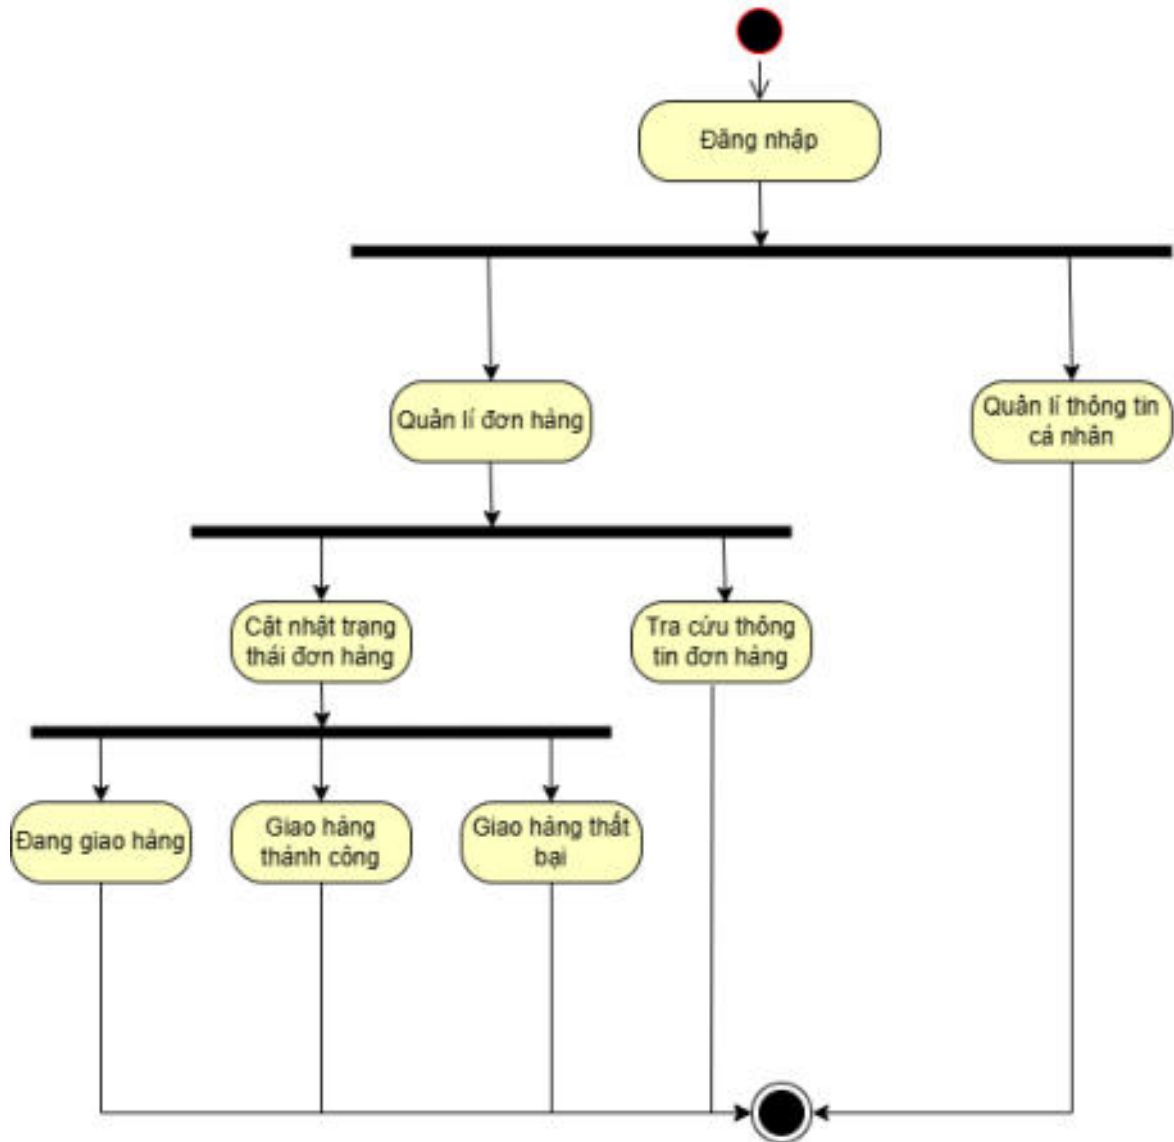 Đăng nhập
Quản lí đơn hàng
Quản lí thông tin
cá nhân
Cật nhật trạng
thái đơn hàng
Tra cứu thông
tin đơn hàng
Đang giao hàng
Giao hàng
thành công
Giao hàng thất
bại